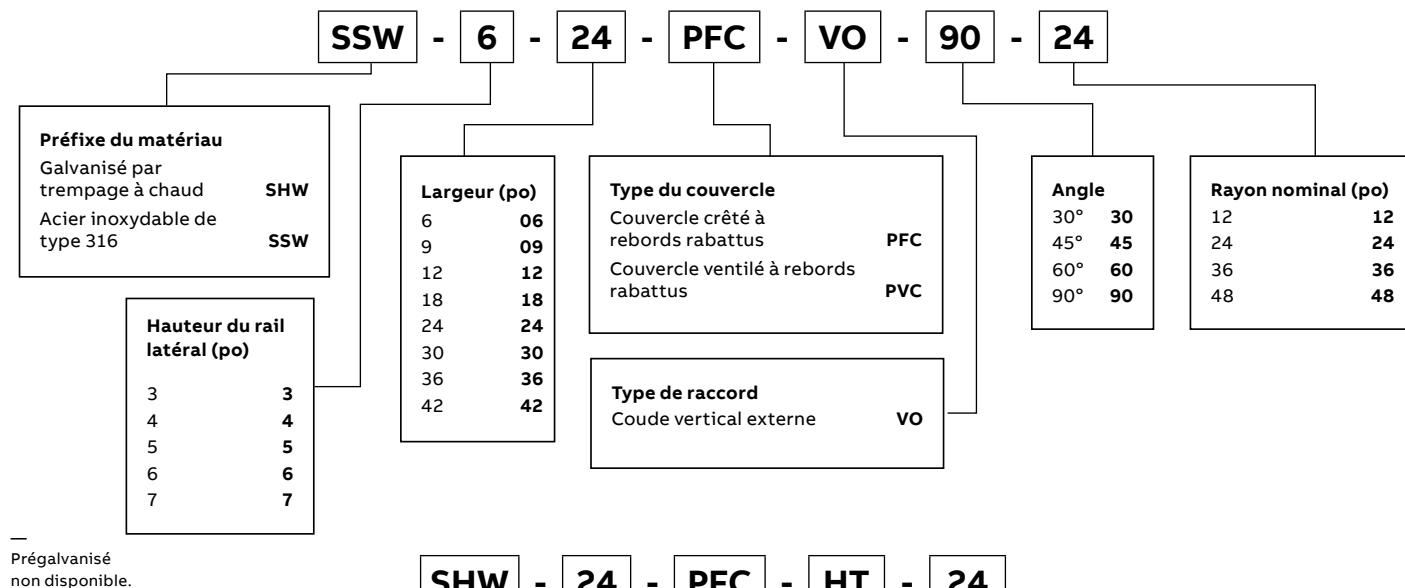 SSW - 6 - 24 - PFC - VO - 90 - 24
Préfixe du matériau
Galvanisé par
trempage à chaud SHW
Acier inoxydable de
type 316 SSW
Hauteur du rail
latéral (po)
3 3
4 4
5 5
6 6
7 7
Largeur (po)
6 06
9 09
12 12
18 18
24 24
30 30
36 36
42 42
Type du couvercle
Couvercle crêté à
rebords rabattus PFC
Couvercle ventilé à rebords
rabattus PVC
Type de raccord
Coude vertical externe VO
Angle
30° 30
45° 45
60° 60
90° 90
Rayon nominal (po)
12 12
24 24
36 36
48 48
—
Prégalvanisé
non disponible.
SHW - 24 - PFC - HT - 24